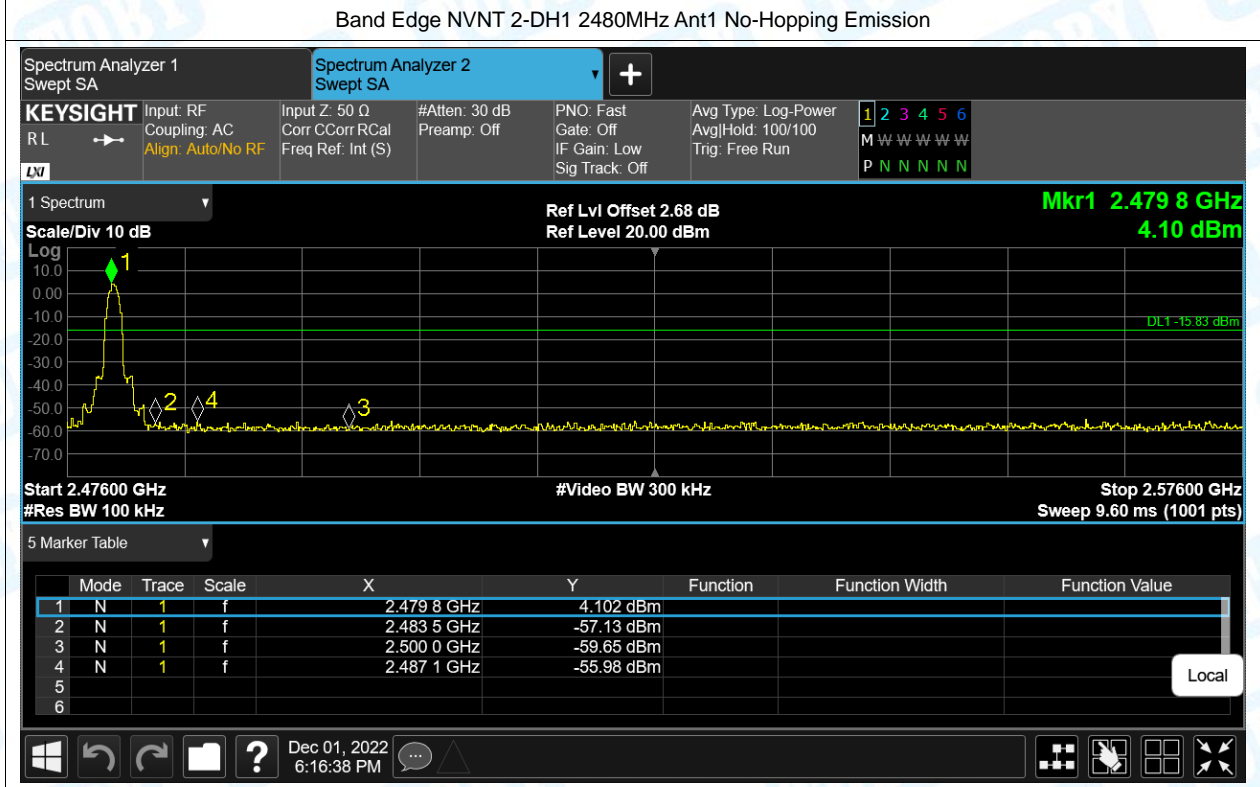 Band Edge NVNT 2-DH1 2480MHz Ant1 No-Hopping Emission
Spectrum Analyzer 1
Swept SA
Spectrum Analyzer 2
Swept SA
KEYSIGHT
RL
LXI
Input: RF
Coupling: AC
Align: Auto/No RF
Input Z: 50 Ω
Corr CCorr RCal
Freq Ref: Int (S)
#Atten: 30 dB
Preamp: Off
PNO: Fast
Gate: Off
IF Gain: Low
Sig Track: Off
Avg Type: Log-Power
Avg|Hold: 100/100
Trig: Free Run
1 2 3 4 5 6
M W W W W W
P N N N N N
1 Spectrum
Scale/Div 10 dB
Ref Lvl Offset 2.68 dB
Ref Level 20.00 dBm
Mkr1 2.479 8 GHz
4.10 dBm
Log
10.0
0.00
-10.0
-20.0
-30.0
-40.0
-50.0
-60.0
-70.0
1
2
4
3
DL1 -15.83 dBm
Start 2.47600 GHz
#Res BW 100 kHz
#Video BW 300 kHz
Stop 2.57600 GHz
Sweep 9.60 ms (1001 pts)
5 Marker Table
Mode Trace Scale X Y Function Function Width Function Value
1 N 1 f 2.479 8 GHz 4.102 dBm
2 N 1 f 2.483 5 GHz -57.13 dBm
3 N 1 f 2.500 0 GHz -59.65 dBm
4 N 1 f 2.487 1 GHz -55.98 dBm
5
6
Local
?
Dec 01, 2022
6:16:38 PM